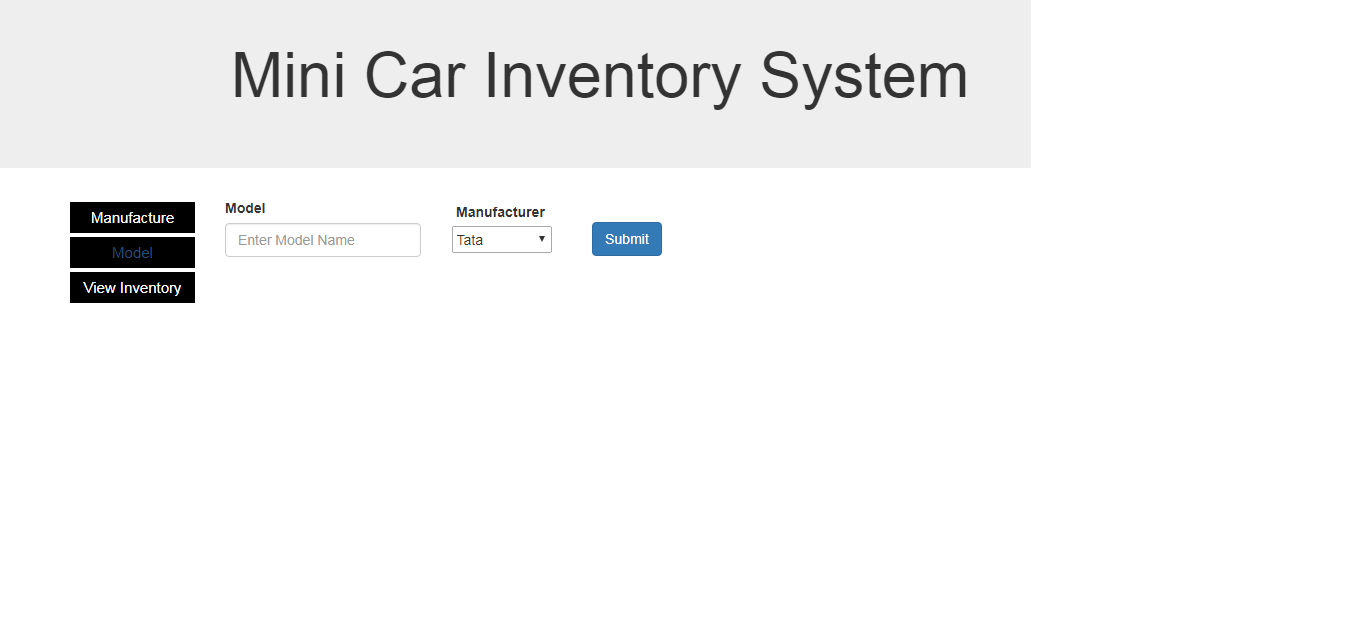 Mini Car Inventory System
Manufacture
Model
View Inventory
Model
Enter Model Name
Manufacturer
Tata
Submit